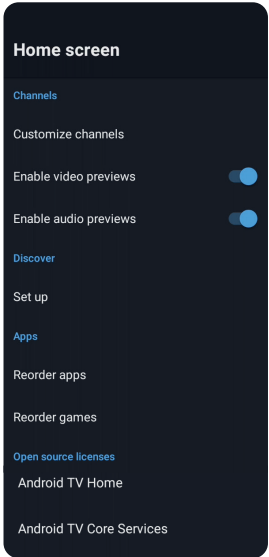 Home screen
Channels
Customize channels
Enable video previews
Enable audio previews
Discover
Set up
Apps
Reorder apps
Reorder games
Open source licenses
Android TV Home
Android TV Core Services